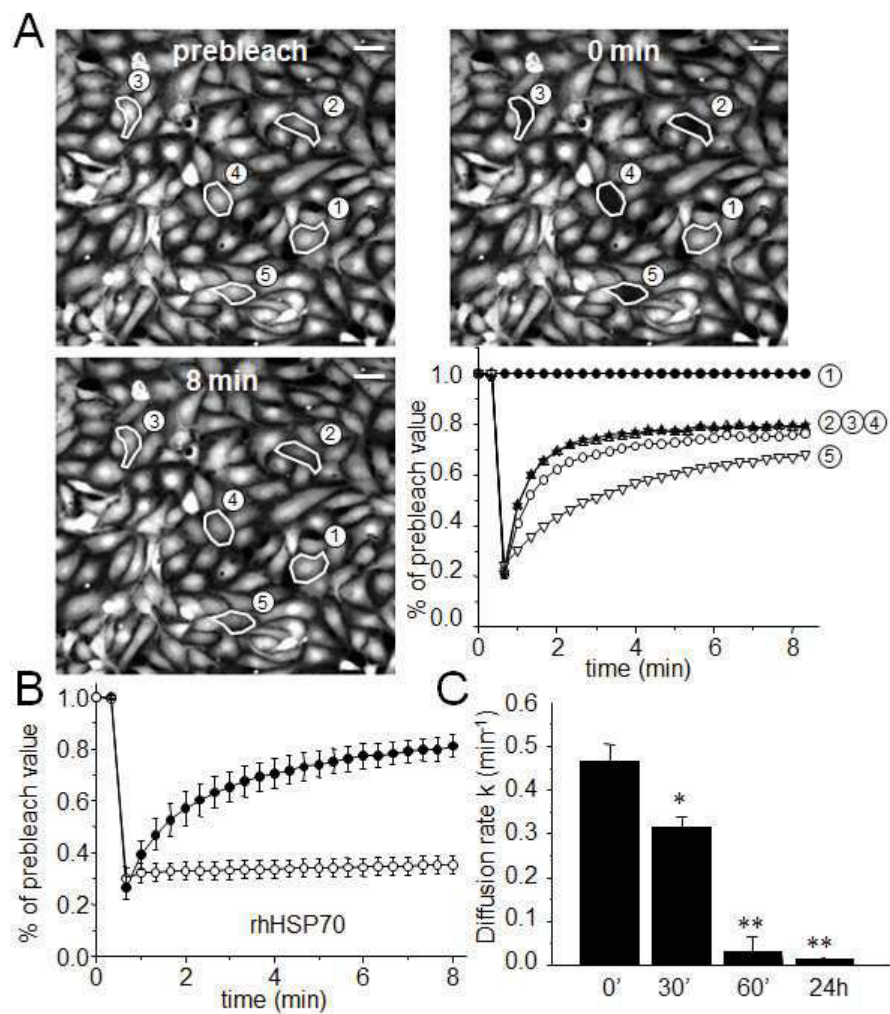 A
prebleach
3
2
4
1
5
0 min
3
2
4
1
5
8 min
3
2
4
1
5
% of prebleach value
1.0
0.8
0.6
0.4
0.2
0.0
0 2 4 6 8
time (min)
1
2 3 4
5
B
% of prebleach value
1.0
0.8
0.6
0.4
0.2
0.0
rhHSP70
0 2 4 6 8
time (min)
C
Diffusion rate k (min⁻¹)
0.6
0.5
0.4
0.3
0.2
0.1
0.0
*
**
**
0' 30' 60' 24h